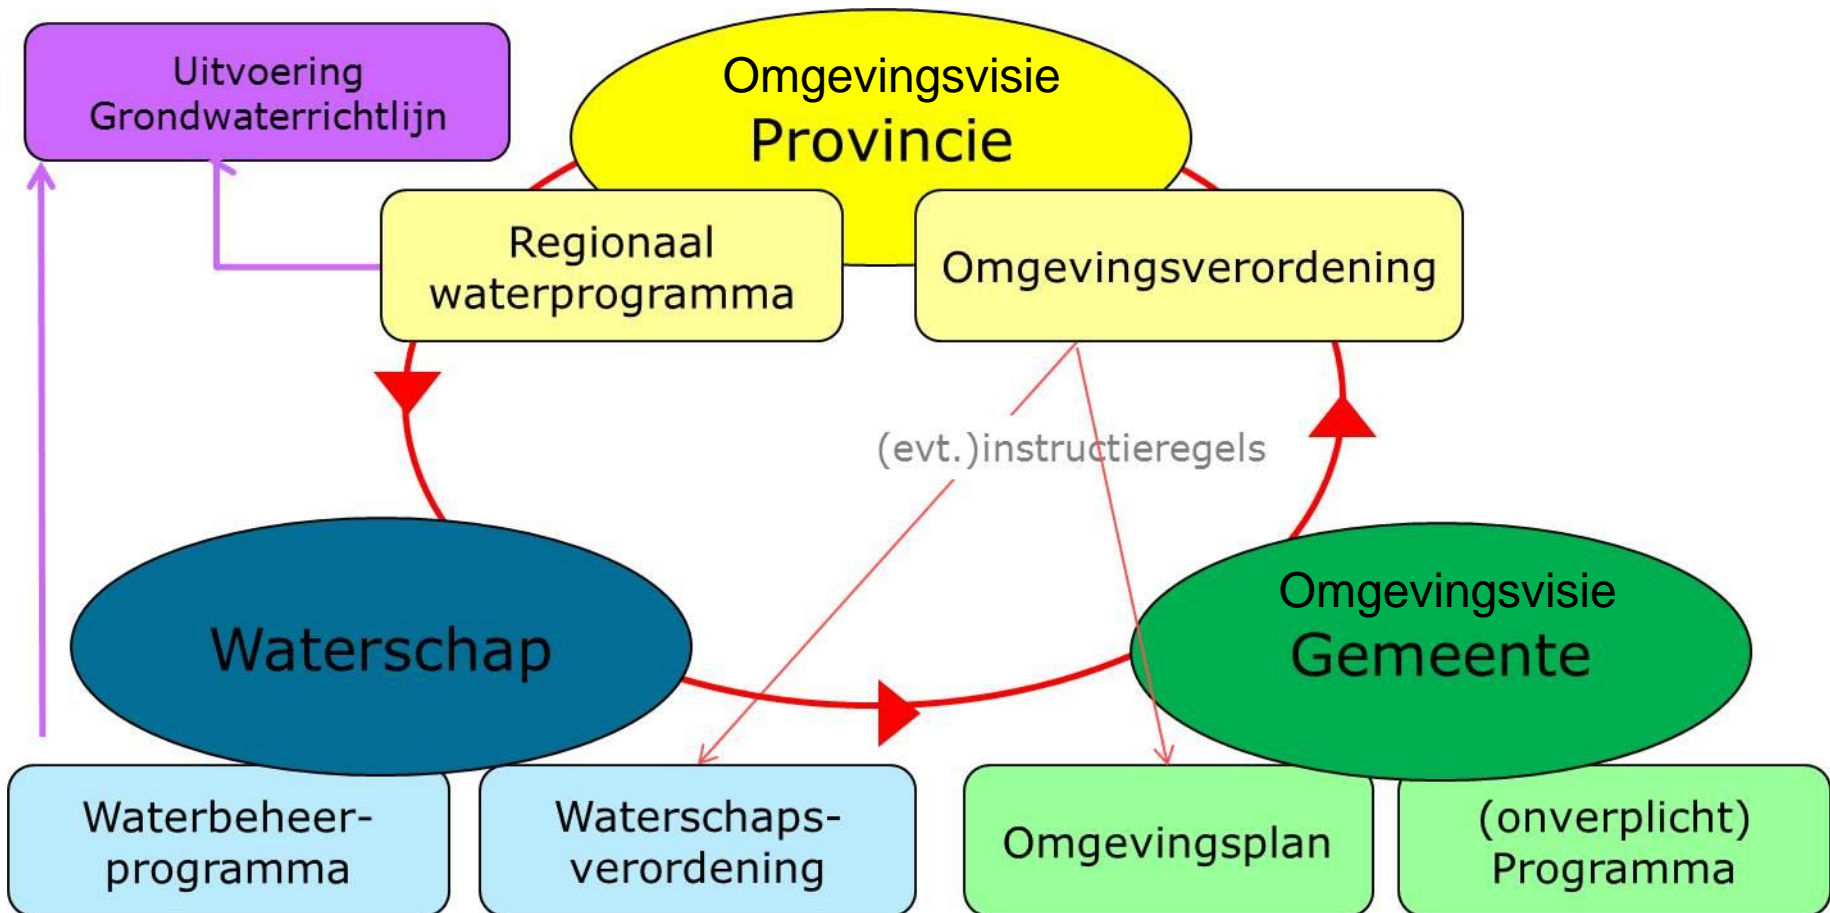 Uitvoering
Grondwaterrichtlijn
Omgevingsvisie
Provincie
Regionaal
waterprogramma
Omgevingsverordening
(evt.)instructieregels
Waterschap
Omgevingsvisie
Gemeente
Waterbeheer-
programma
Waterschaps-
verordening
Omgevingsplan
(onverplicht)
Programma